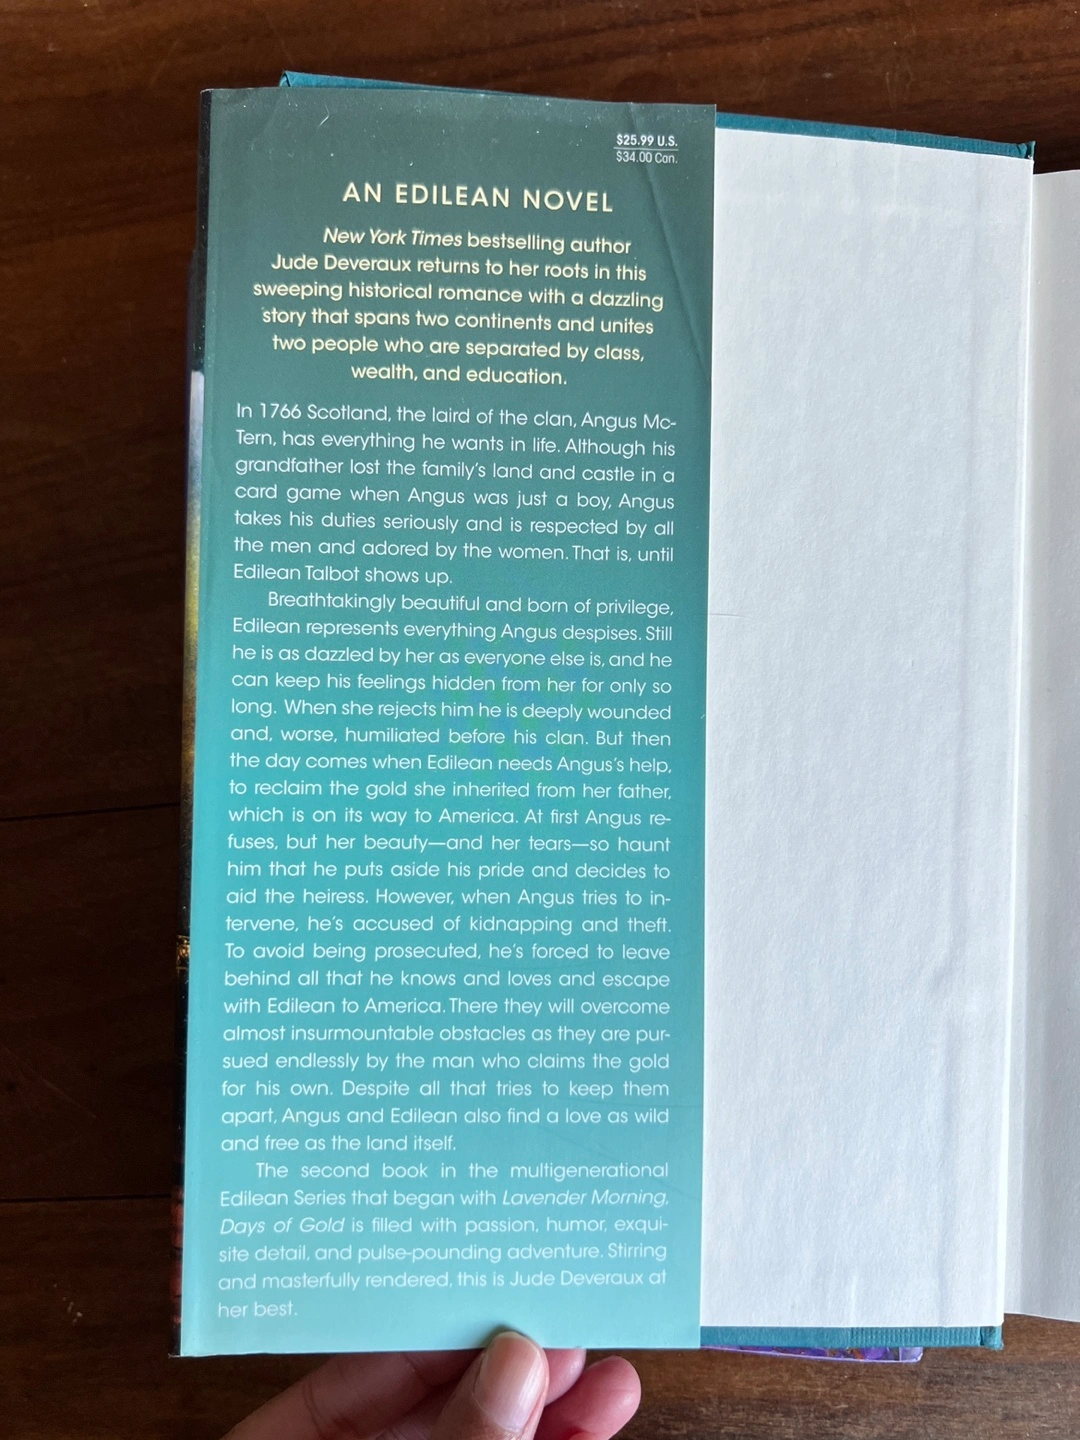 $25.99 U.S.
$34.00 Can.
AN EDILEAN NOVEL
New York Times bestselling author
Jude Deveraux returns to her roots in this
sweeping historical romance with a dazzling
story that spans two continents and unites
two people who are separated by class,
wealth, and education.
In 1766 Scotland, the laird of the clan, Angus Mc-
Tern, has everything he wants in life. Although his
grandfather lost the family's land and castle in a
card game when Angus was just a boy, Angus
takes his duties seriously and is respected by all
the men and adored by the women. That is, until
Edilean Talbot shows up.
Breathtakingly beautiful and born of privilege,
Edilean represents everything Angus despises. Still
he is as dazzled by her as everyone else is, and he
can keep his feelings hidden from her for only so
long. When she rejects him he is deeply wounded
and, worse, humiliated before his clan. But then
the day comes when Edilean needs Angus's help,
to reclaim the gold she inherited from her father,
which is on its way to America. At first Angus re-
fuses, but her beauty—and her tears—so haunt
him that he puts aside his pride and decides to
aid the heiress. However, when Angus tries to in-
tervene, he's accused of kidnapping and theft.
To avoid being prosecuted, he's forced to leave
behind all that he knows and loves and escape
with Edilean to America. There they will overcome
almost insurmountable obstacles as they are pur-
sued endlessly by the man who claims the gold
for his own. Despite all that tries to keep them
apart, Angus and Edilean also find a love as wild
and free as the land itself.
The second book in the multigenerational
Edilean Series that began with Lavender Morning,
Days of Gold is filled with passion, humor, exqui-
site detail, and pulse-pounding adventure. Stirring
and masterfully rendered, this is Jude Deveraux at
her best.